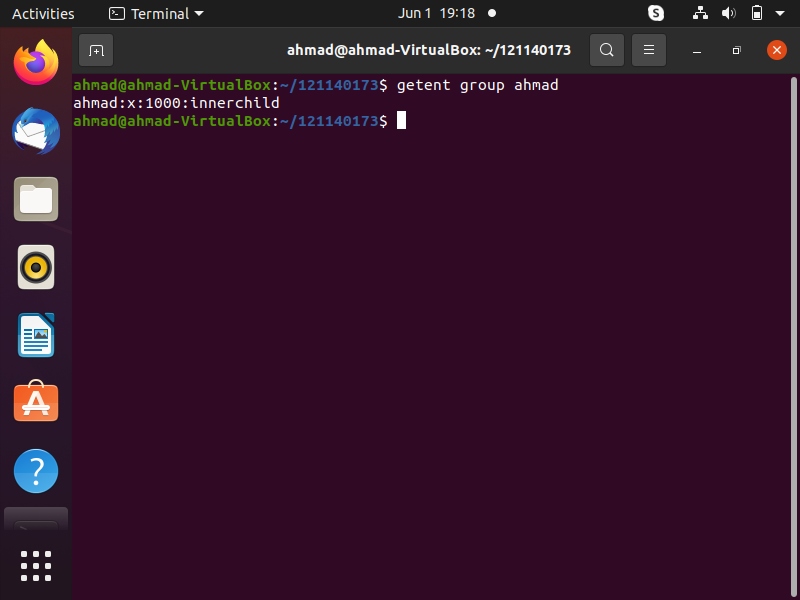 Activities Terminal Jun 1 19:18 S
ahmad@ahmad-VirtualBox: ~/121140173
ahmad@ahmad-VirtualBox:~/121140173$ getent group ahmad
ahmad:x:1000:innerchild
ahmad@ahmad-VirtualBox:~/121140173$
?